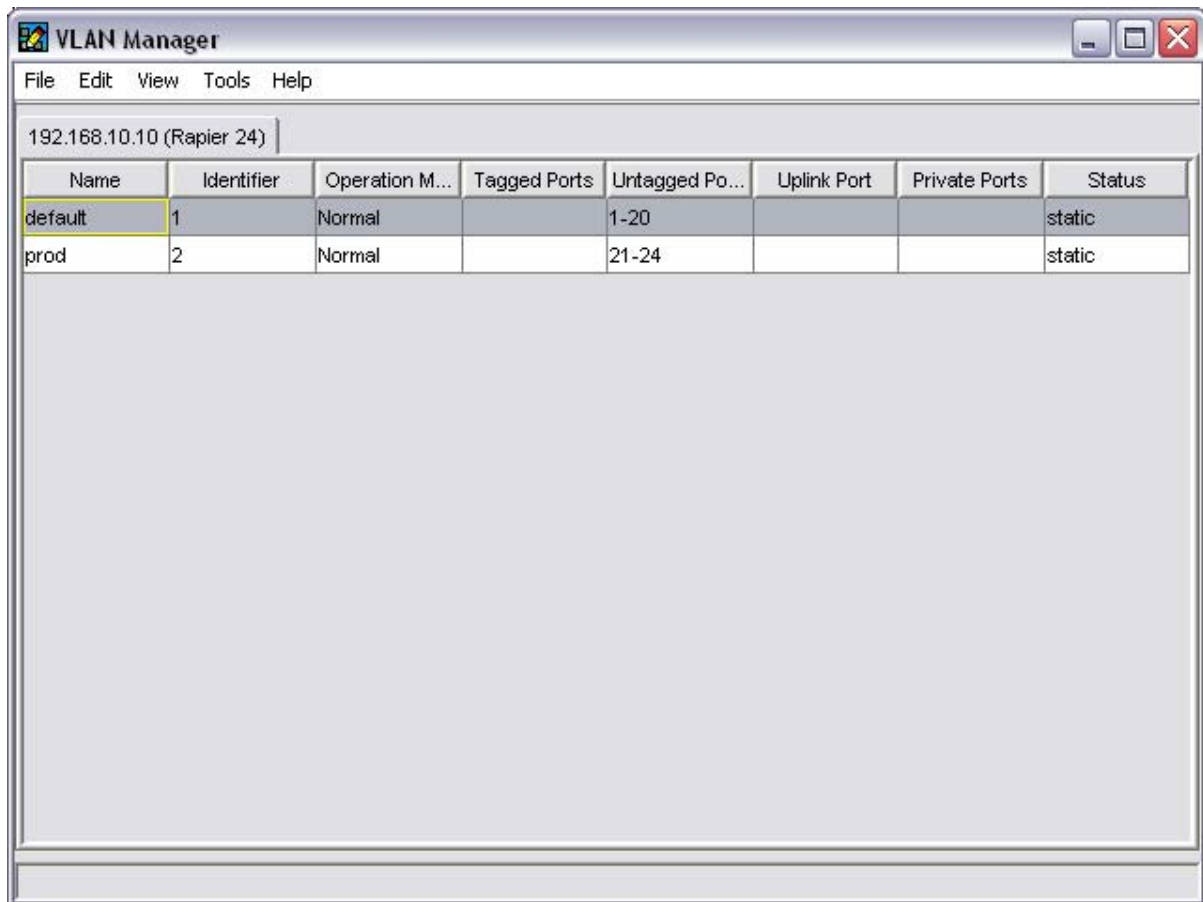 VLAN Manager
File Edit View Tools Help
192.168.10.10 (Rapier 24)
Name Identifier Operation M... Tagged Ports Untagged Po... Uplink Port Private Ports Status
default 1 Normal 1-20 static
prod 2 Normal 21-24 static